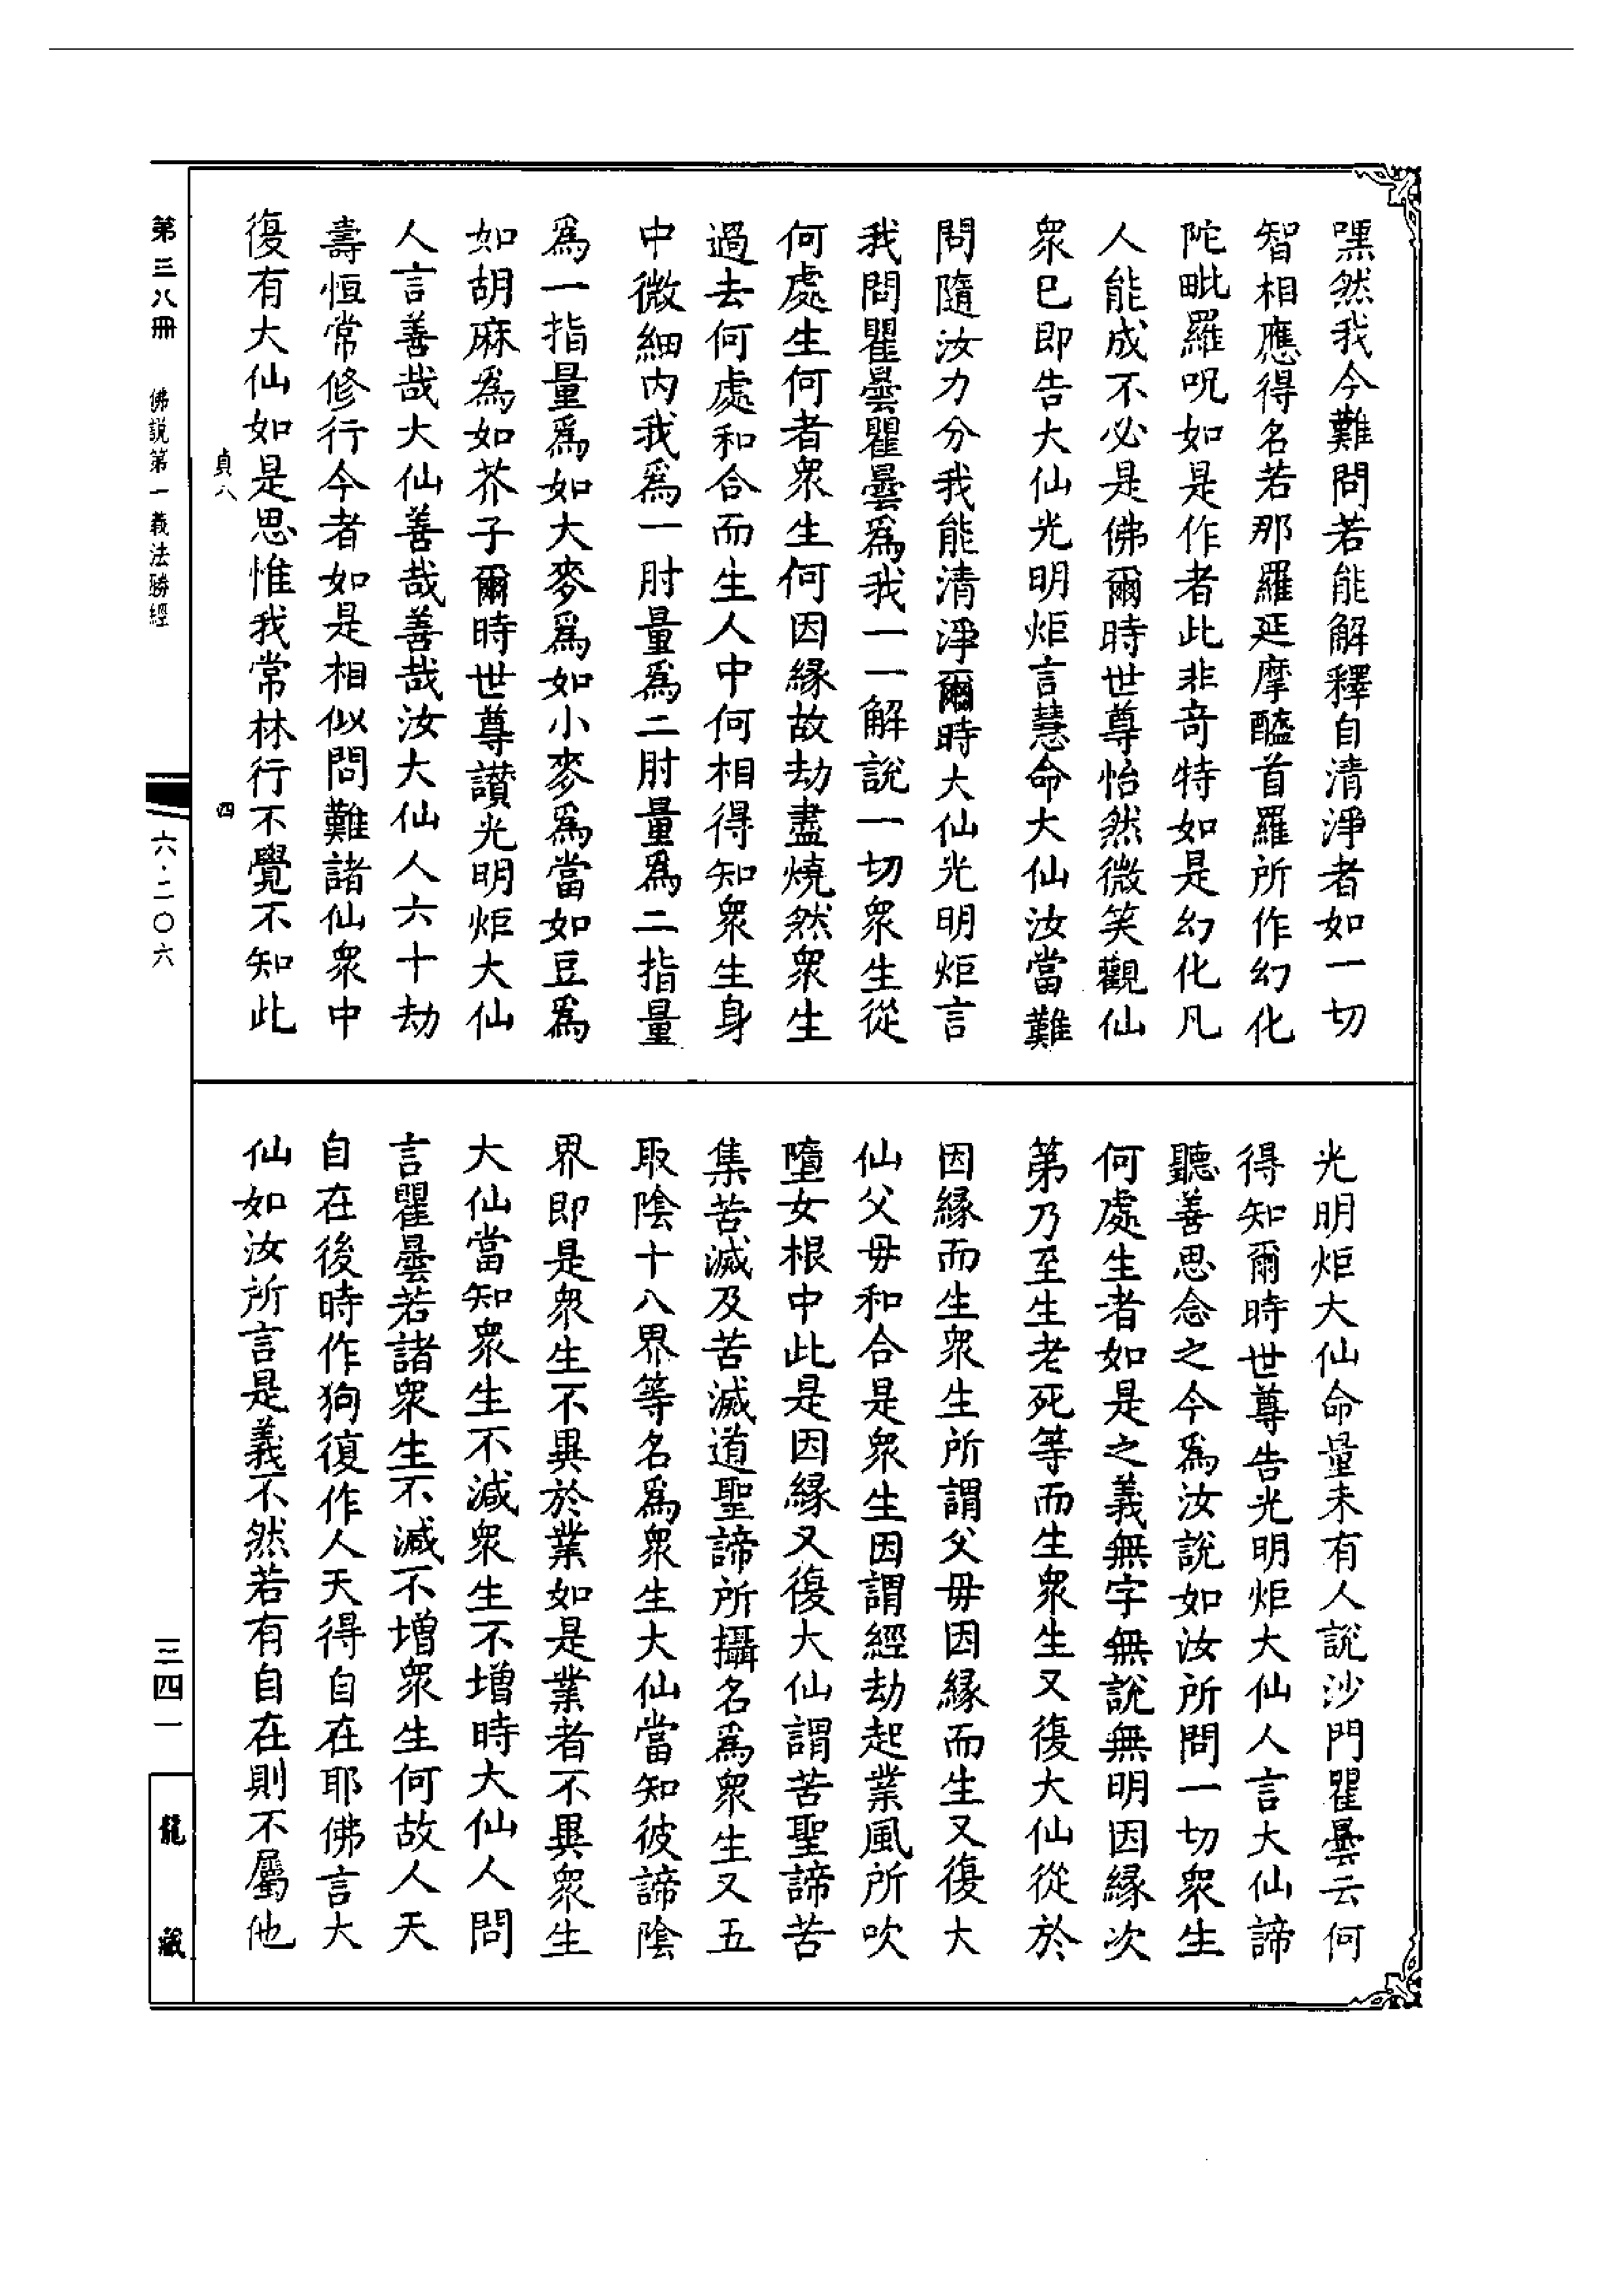 嘿然我今難問若能解釋自清淨者如一切
智相應得名若那羅延摩醯首羅所作幻化
陀毗羅呪如是作者此非竒特如是幻化凡
人能成不必是佛爾時世尊怡然微笑觀仙
衆已即告大仙光明炬言慧命大仙汝當難
問隨汝力分我能清淨爾時大仙光明炬言
我問瞿曇瞿曇爲我一一解說一切衆生從
何處生何者衆生何因緣故劫盡燒然衆生
過去何處和合而生人中何相得知衆生身
中微細内我爲一肘量爲二肘量爲二指量
爲一指量爲如大麥爲如小麥爲當如豆爲
如胡麻爲如芥子爾時世尊讃光明炬大仙
人言善哉大仙善哉善哉汝大仙人六十劫
壽恒常修行今者如是相似問難諸仙衆中
復有大仙如是思惟我常林行不覺不知此
光明炬大仙命量未有人說沙門瞿曇云何
得知爾時世尊告光明炬大仙人言大仙諦
聽善思念之今爲汝說如汝所問一切衆生
何處生者如是之義無字無說無明因緣次
第乃至生老死等而生衆生又復大仙從於
因緣而生衆生所謂父母因緣而生又復大
仙父母和合是衆生因謂經劫起業風所吹
墮女根中此是因緣又復大仙謂苦聖諦苦
集苦滅及苦滅道聖諦所攝名爲衆生又五
取陰十八界等名爲衆生大仙當知彼諦陰
界即是衆生不異於業如是業者不異衆生
大仙當知衆生不減衆生不增時大仙人問
言瞿曇若諸衆生不減不增衆生何故人天
自在後時作狗復作人天得自在耶佛言大
仙如汝所言是義不然若有自在則不屬他
貞八
四
第三八冊
佛説第一義法勝經
六·二〇六
三四一
龍藏